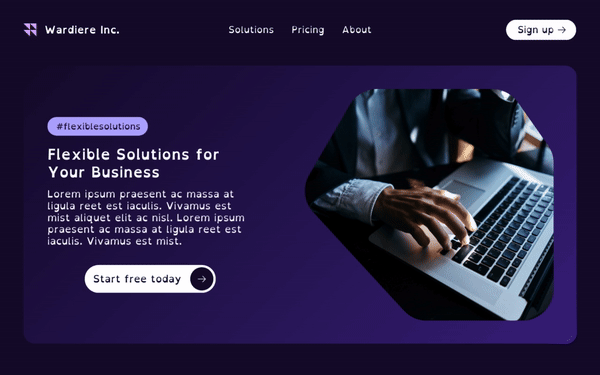 Wardiere Inc.
Solutions
Pricing
About
Sign up →
#flexiblesolutions
Flexible Solutions for
Your Business
Lorem ipsum praesent ac massa at
ligula reet est iaculis. Vivamus est
mist aliquet elit ac nisl. Lorem ipsum
praesent ac massa at ligula reet est
iaculis. Vivamus est mist.
Start free today →